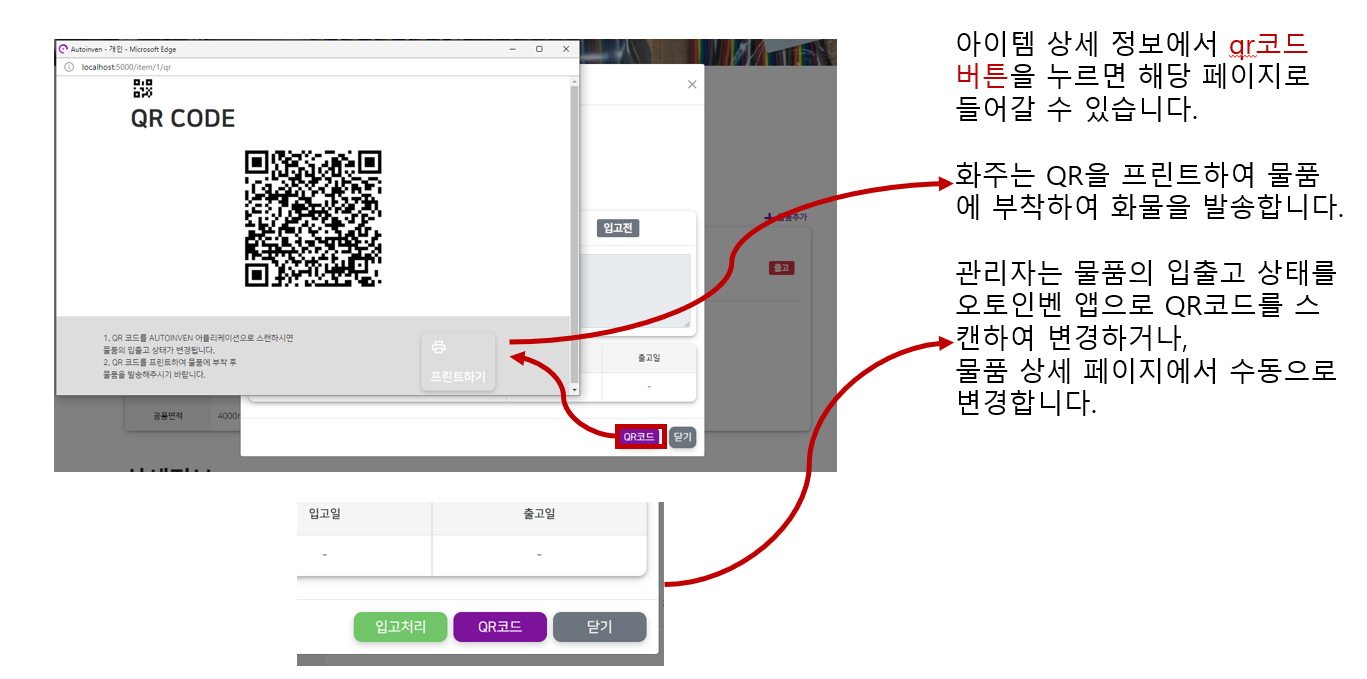 Autoinven - 개인 - Microsoft Edge
localhost:5000/item/1/qr
QR CODE
1. QR 코드를 AUTOINVEN 어플리케이션으로 스캔하시면
물품의 입출고 상태가 변경됩니다.
2. QR 코드를 프린트하여 물품에 부착 후
물품을 발송해주시기 바랍니다.
프린트하기
입고전
출고
출고일
-
공용면적
QR코드
닫기
입고일
출고일
-
-
입고처리
QR코드
닫기
아이템 상세 정보에서 qr코드
버튼을 누르면 해당 페이지로
들어갈 수 있습니다.
화주는 QR을 프린트하여 물품
에 부착하여 화물을 발송합니다.
관리자는 물품의 입출고 상태를
오토인벤 앱으로 QR코드를 스
캔하여 변경하거나,
물품 상세 페이지에서 수동으로
변경합니다.